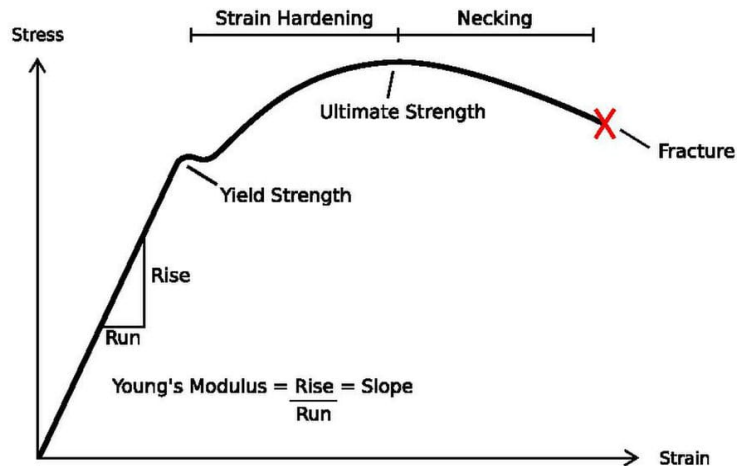 Strain Hardening
Necking
Stress
Ultimate Strength
Fracture
Yield Strength
Rise
Run
Young's Modulus = Rise = Slope
Run
Strain